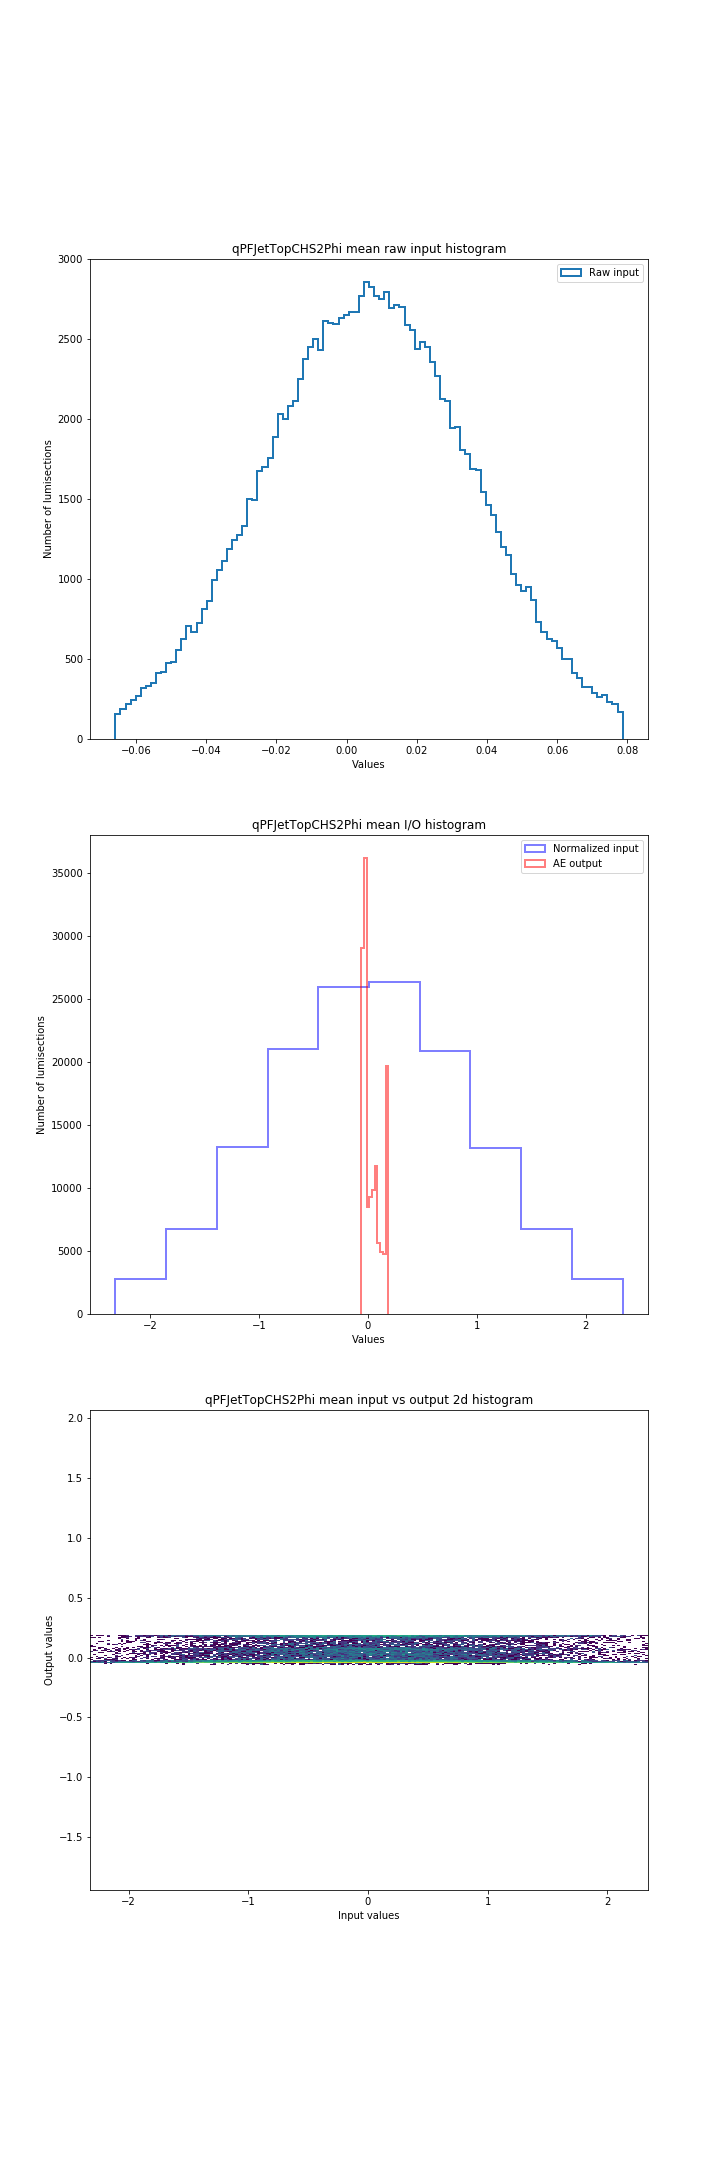 qPFJetTopCHS2Phi mean raw input histogram
3000
2500
2000
1500
1000
500
0
Number of lumisections
Raw input
−0.06 −0.04 −0.02 0.00 0.02 0.04 0.06 0.08
Values
qPFJetTopCHS2Phi mean I/O histogram
35000
30000
25000
20000
15000
10000
5000
0
Number of lumisections
Normalized input
AE output
−2 −1 0 1 2
Values
qPFJetTopCHS2Phi mean input vs output 2d histogram
2.0
1.5
1.0
0.5
0.0
−0.5
−1.0
−1.5
Output values
−2 −1 0 1 2
Input values